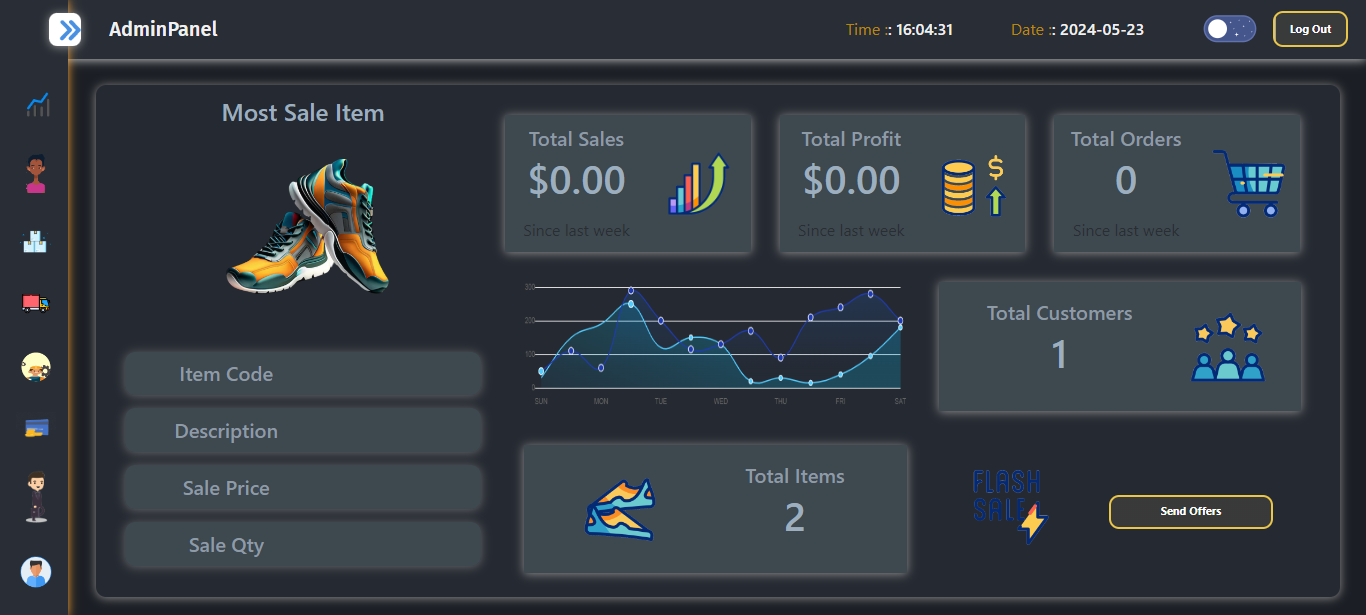 AdminPanel
Time :: 16:04:31
Date :: 2024-05-23
Log Out
Most Sale Item
Total Sales
$0.00
Since last week
Total Profit
$0.00
Since last week
Total Orders
0
Since last week
300
200
100
0
SUN MON TUE WED THU FRI SAT
Total Customers
1
Item Code
Description
Sale Price
Sale Qty
Total Items
2
FLASH
SALE
Send Offers